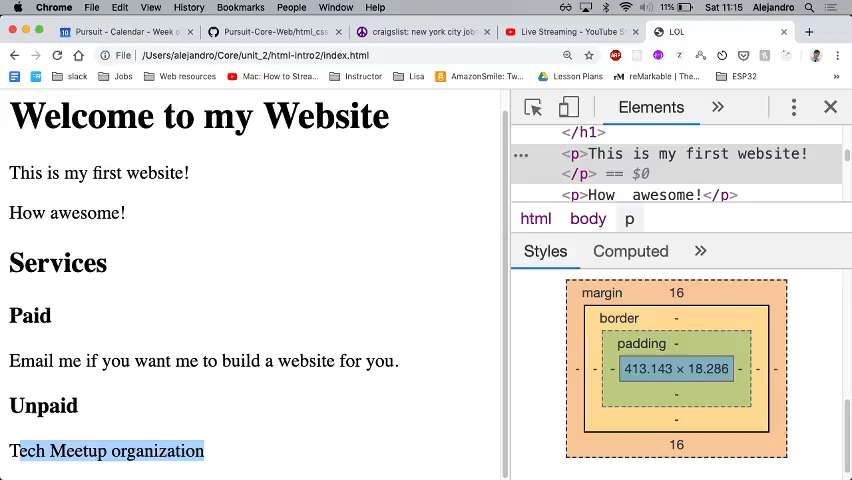 Chrome File Edit View History Bookmarks People Window Help 11% Sat 11:15 Alejandro
Pursuit - Calendar - Week o
Pursuit-Core-Web/html_css
craigslist: new york city job
Live Streaming - YouTube S
LOL
File /Users/alejandro/Core/unit_2/html-intro2/index.html
slack Jobs Web resources Mac: How to Strea... Instructor Lisa AmazonSmile: Tw... Lesson Plans reMarkable | The... ESP32
Welcome to my Website
This is my first website!
How awesome!
Services
Paid
Email me if you want me to build a website for you.
Unpaid
Tech Meetup organization
Elements »
</h1>
<p>This is my first website!
</p> == $0
<p>How  awesome!</p>
html body p
Styles Computed »
margin 16
border -
padding -
- - - 413.143 × 18.286 - - -
-
-
16